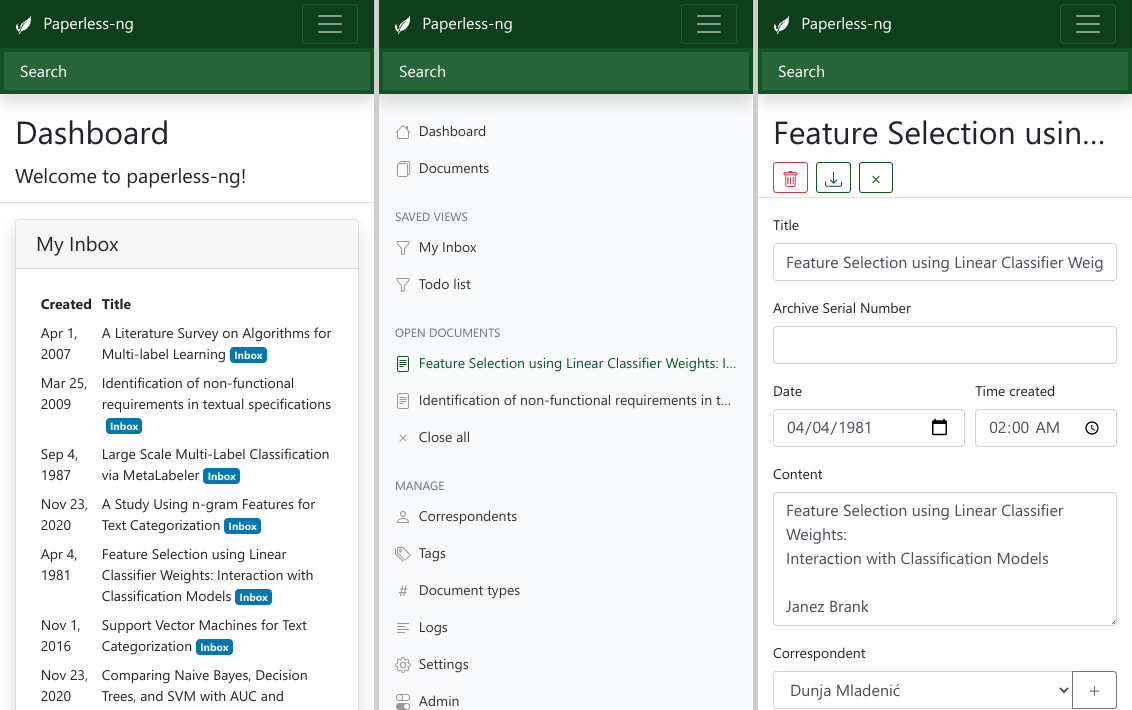 Paperless-ng
Search
Dashboard
Welcome to paperless-ng!
My Inbox
Created Title
Apr 1, 2007 A Literature Survey on Algorithms for
Multi-label Learning Inbox
Mar 25, 2009 Identification of non-functional
requirements in textual specifications
Inbox
Sep 4, 1987 Large Scale Multi-Label Classification
via MetaLabeler Inbox
Nov 23, 2020 A Study Using n-gram Features for
Text Categorization Inbox
Apr 4, 1981 Feature Selection using Linear
Classifier Weights: Interaction with
Classification Models Inbox
Nov 1, 2016 Support Vector Machines for Text
Categorization Inbox
Nov 23, 2020 Comparing Naive Bayes, Decision
Trees, and SVM with AUC and
Paperless-ng
Search
Dashboard
Documents
SAVED VIEWS
My Inbox
Todo list
OPEN DOCUMENTS
Feature Selection using Linear Classifier Weights: I...
Identification of non-functional requirements in t...
Close all
MANAGE
Correspondents
Tags
# Document types
Logs
Settings
Admin
Paperless-ng
Search
Feature Selection usin...
Title
Feature Selection using Linear Classifier Weig
Archive Serial Number
Date Time created
04/04/1981 02:00 AM
Content
Feature Selection using Linear Classifier
Weights:
Interaction with Classification Models
Janez Brank
Correspondent
Dunja Mladenić +